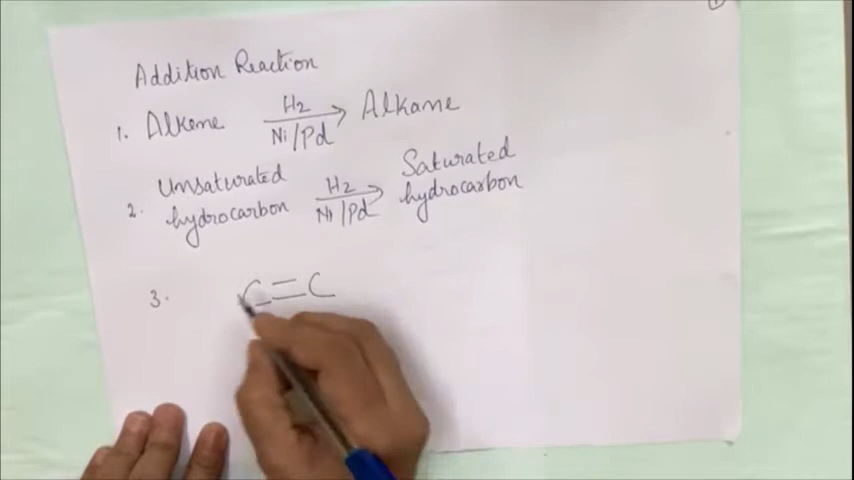 Addition Reaction
1. Alkene H2 Ni/Pd Alkane
2. Unsaturated hydrocarbon H2 Ni/Pd Saturated hydrocarbon
3. C=C